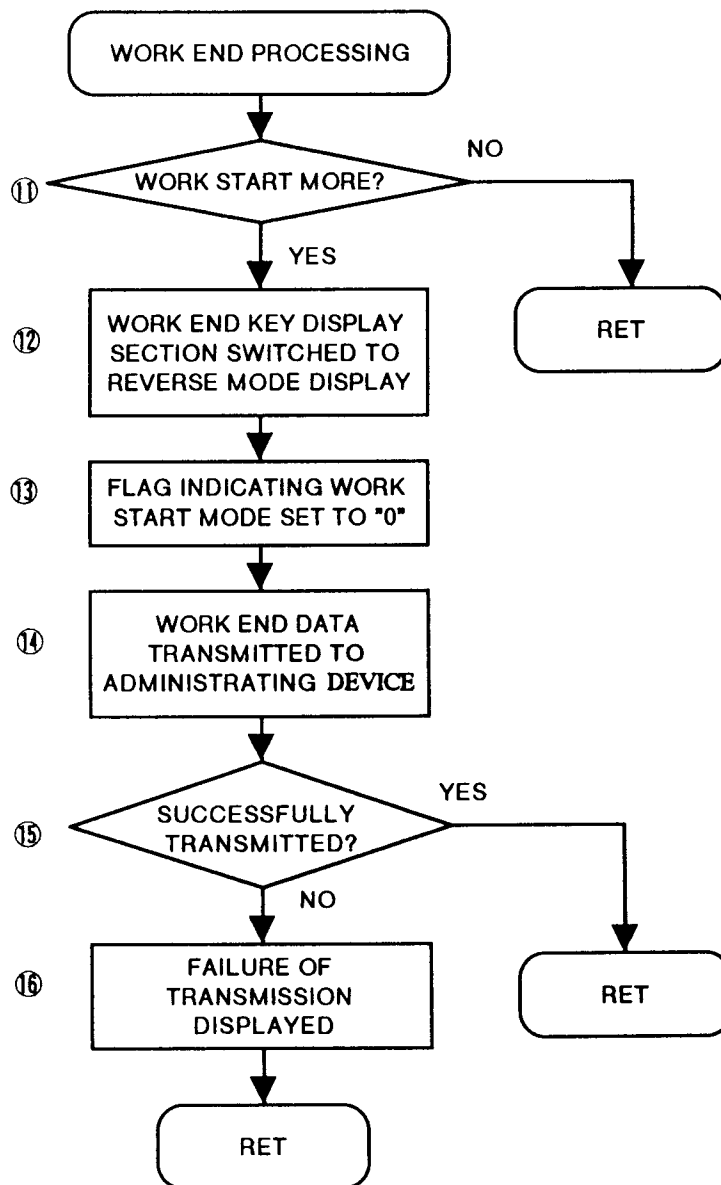 WORK END PROCESSING
NO
⑪
WORK START MORE?
YES
⑫
WORK END KEY DISPLAY
SECTION SWITCHED TO
REVERSE MODE DISPLAY
RET
⑬
FLAG INDICATING WORK
START MODE SET TO "0"
⑭
WORK END DATA
TRANSMITTED TO
ADMINISTRATING DEVICE
YES
⑮
SUCCESSFULLY
TRANSMITTED?
NO
⑯
FAILURE OF
TRANSMISSION
DISPLAYED
RET
RET